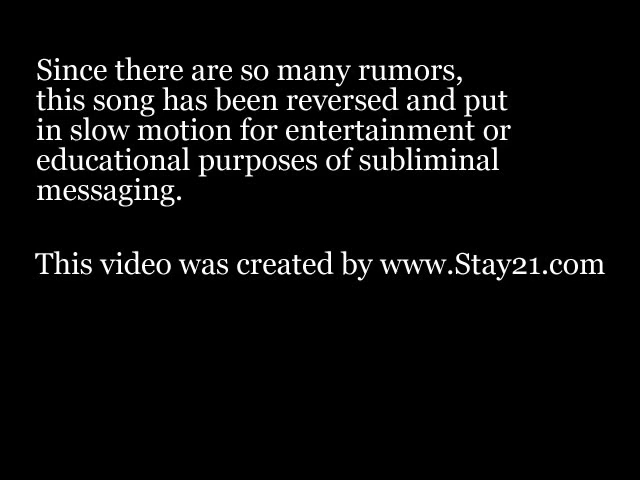 Since there are so many rumors,
this song has been reversed and put
in slow motion for entertainment or
educational purposes of subliminal
messaging.
This video was created by www.Stay21.com